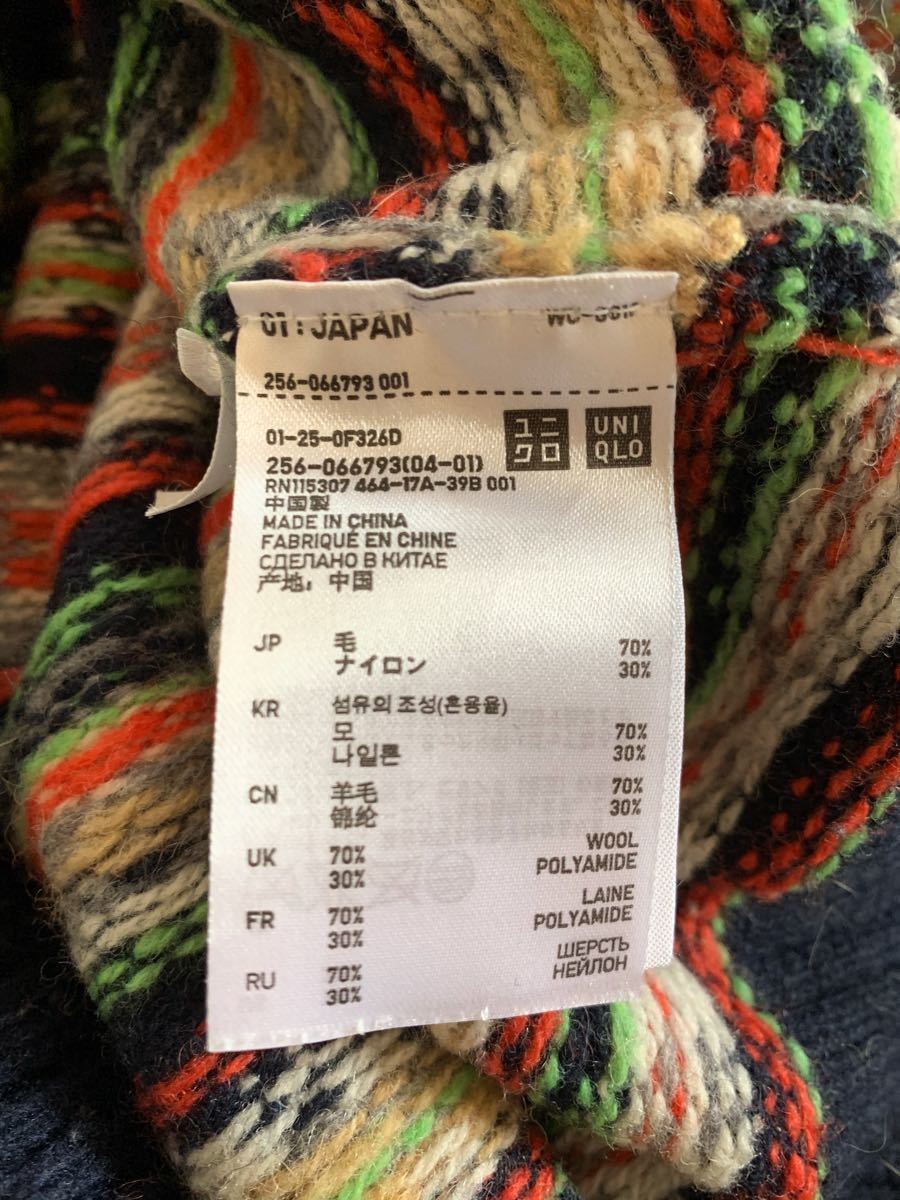 01 : JAPAN
256-066793 001
01-25-0F326D
256-066793(04-01)
ユニクロ
UNIQLO
RN115307 464-17A-39B 001
中国製
MADE IN CHINA
FABRIQUÉ EN CHINE
СДЕЛАНО В КИТАЕ
产地：中国
JP 毛 70%
ナイロン 30%
KR 섬유의 조성(혼용율)
모 70%
나일론 30%
CN 羊毛 70%
锦纶 30%
UK 70% WOOL
30% POLYAMIDE
FR 70% LAINE
30% POLYAMIDE
RU 70% ШЕРСТЬ
30% НЕЙЛОН